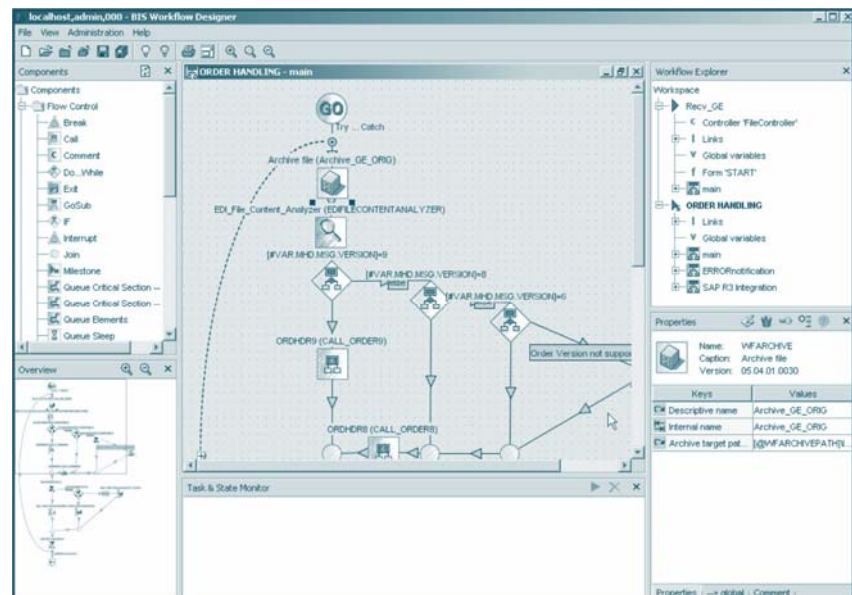 localhost,admin,000 - BIS Workflow Designer
File View Administration Help
Components
Components
Flow Control
Break
Call
Comment
Do...While
Exit
GoSub
IF
Interrupt
Join
Milestone
Queue Critical Section --
Queue Critical Section --
Queue Elements
Queue Sleep
Overview
ORDER HANDLING - main
GO
Try ... Catch
Archive file (Archive_GE_ORIG)
EDI_File_Content_Analyzer (EDIFILECONTENTANALYZER)
[#VAR.MHD.MSG.VERSION]=9
[#VAR.MHD.MSG.VERSION]=8
[#VAR.MHD.MSG.VERSION]=6
ORDHDR9 (CALL_ORDER9)
Order Version not suppor
ORDHDR8 (CALL_ORDER8)
Task & State Monitor
Workflow Explorer
Workspace
Recv_GE
Controller 'FileController'
Links
Global variables
Form 'START'
main
ORDER HANDLING
Links
Global variables
main
ERRORnotification
SAP R3 Integration
Properties
Name: WFARCHIVE
Caption: Archive file
Version: 05.04.01.0030
Keys Values
Descriptive name Archive_GE_ORIG
Internal name Archive_GE_ORIG
Archive target pat... [@WFARCHIVEPATH]\
Properties --> global Comment